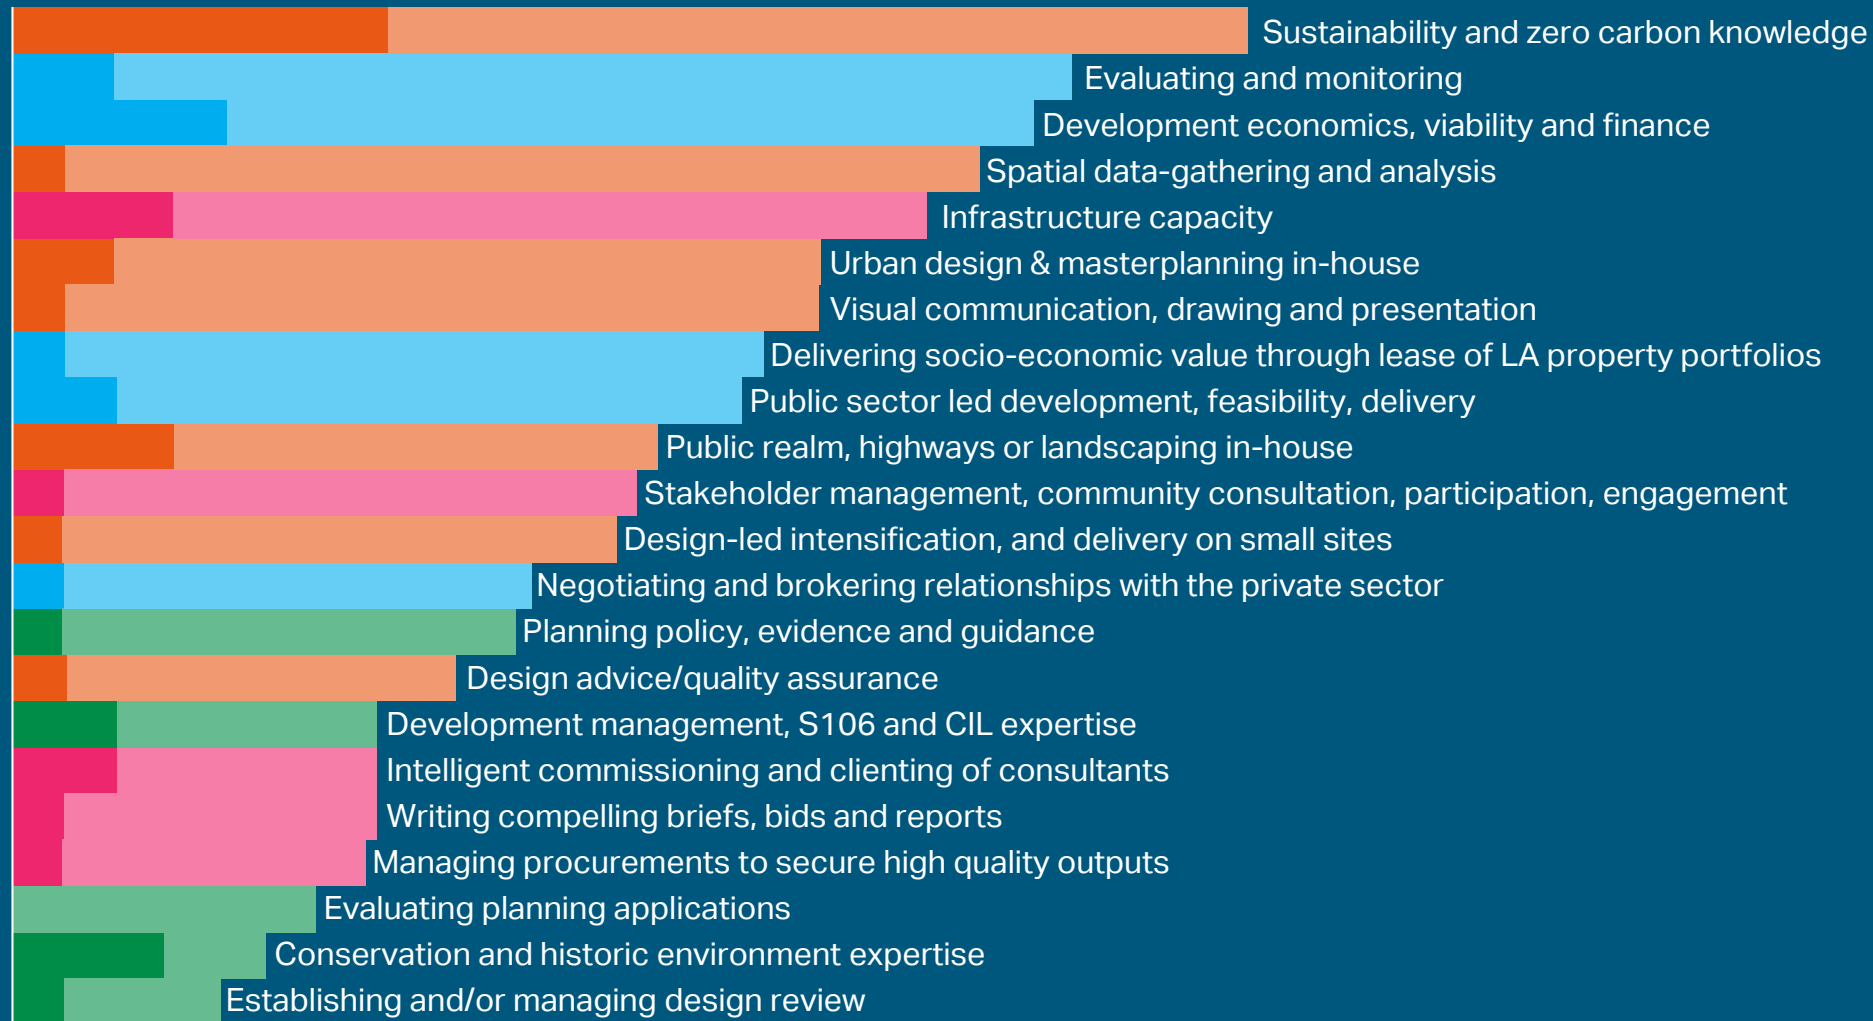 Sustainability and zero carbon knowledge
Evaluating and monitoring
Development economics, viability and finance
Spatial data-gathering and analysis
Infrastructure capacity
Urban design & masterplanning in-house
Visual communication, drawing and presentation
Delivering socio-economic value through lease of LA property portfolios
Public sector led development, feasibility, delivery
Public realm, highways or landscaping in-house
Stakeholder management, community consultation, participation, engagement
Design-led intensification, and delivery on small sites
Negotiating and brokering relationships with the private sector
Planning policy, evidence and guidance
Design advice/quality assurance
Development management, S106 and CIL expertise
Intelligent commissioning and clienting of consultants
Writing compelling briefs, bids and reports
Managing procurements to secure high quality outputs
Evaluating planning applications
Conservation and historic environment expertise
Establishing and/or managing design review